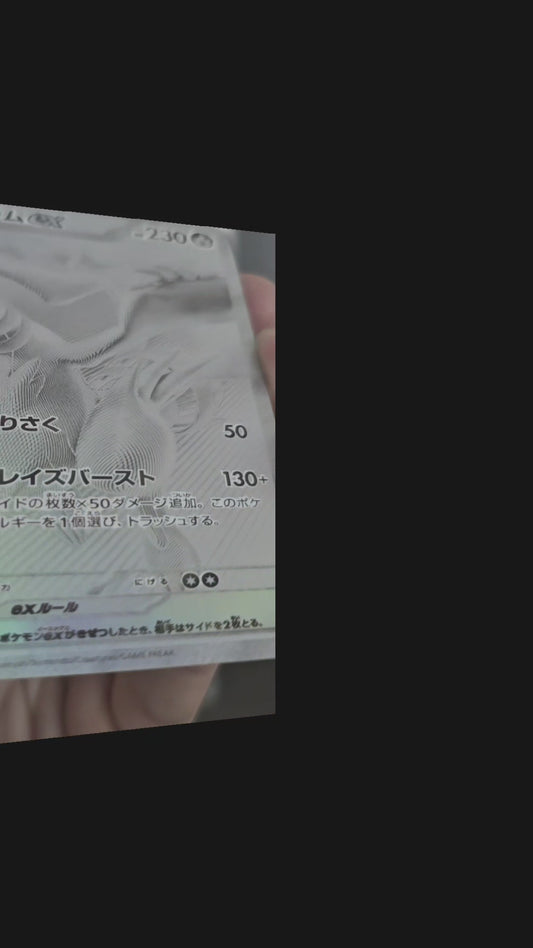 ム ex
230
りさく 50
レイズバースト 130+
イドの枚数×50ダメージ追加。このポケ
ルギーを1個選び、トラッシュする。
にげる
exルール
ポケモンexがきぜつしたとき、相手はサイドを2枚とる。